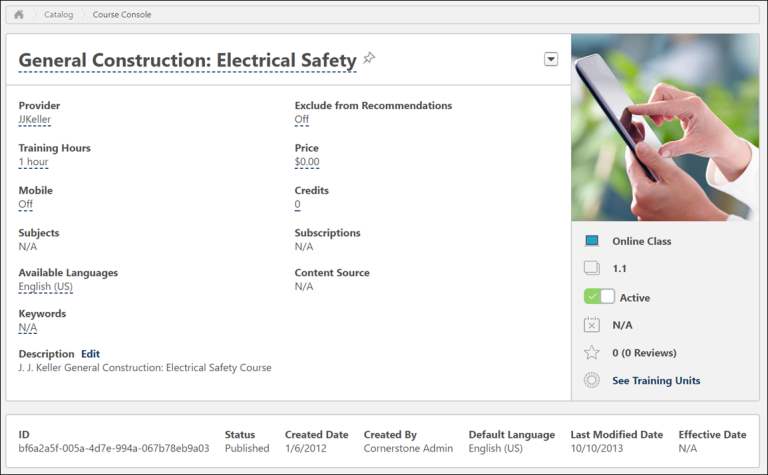 Catalog
Course Console
General Construction: Electrical Safety
Provider
JJKeller
Exclude from Recommendations
Off
Training Hours
1 hour
Price
$0.00
Mobile
Off
Credits
0
Subjects
N/A
Subscriptions
N/A
Available Languages
English (US)
Content Source
N/A
Keywords
N/A
Description Edit
J. J. Keller General Construction: Electrical Safety Course
Online Class
1.1
Active
N/A
0 (0 Reviews)
See Training Units
ID
bf6a2a5f-005a-4d7e-994a-067b78eb9a03
Status
Published
Created Date
1/6/2012
Created By
Cornerstone Admin
Default Language
English (US)
Last Modified Date
10/10/2013
Effective Date
N/A